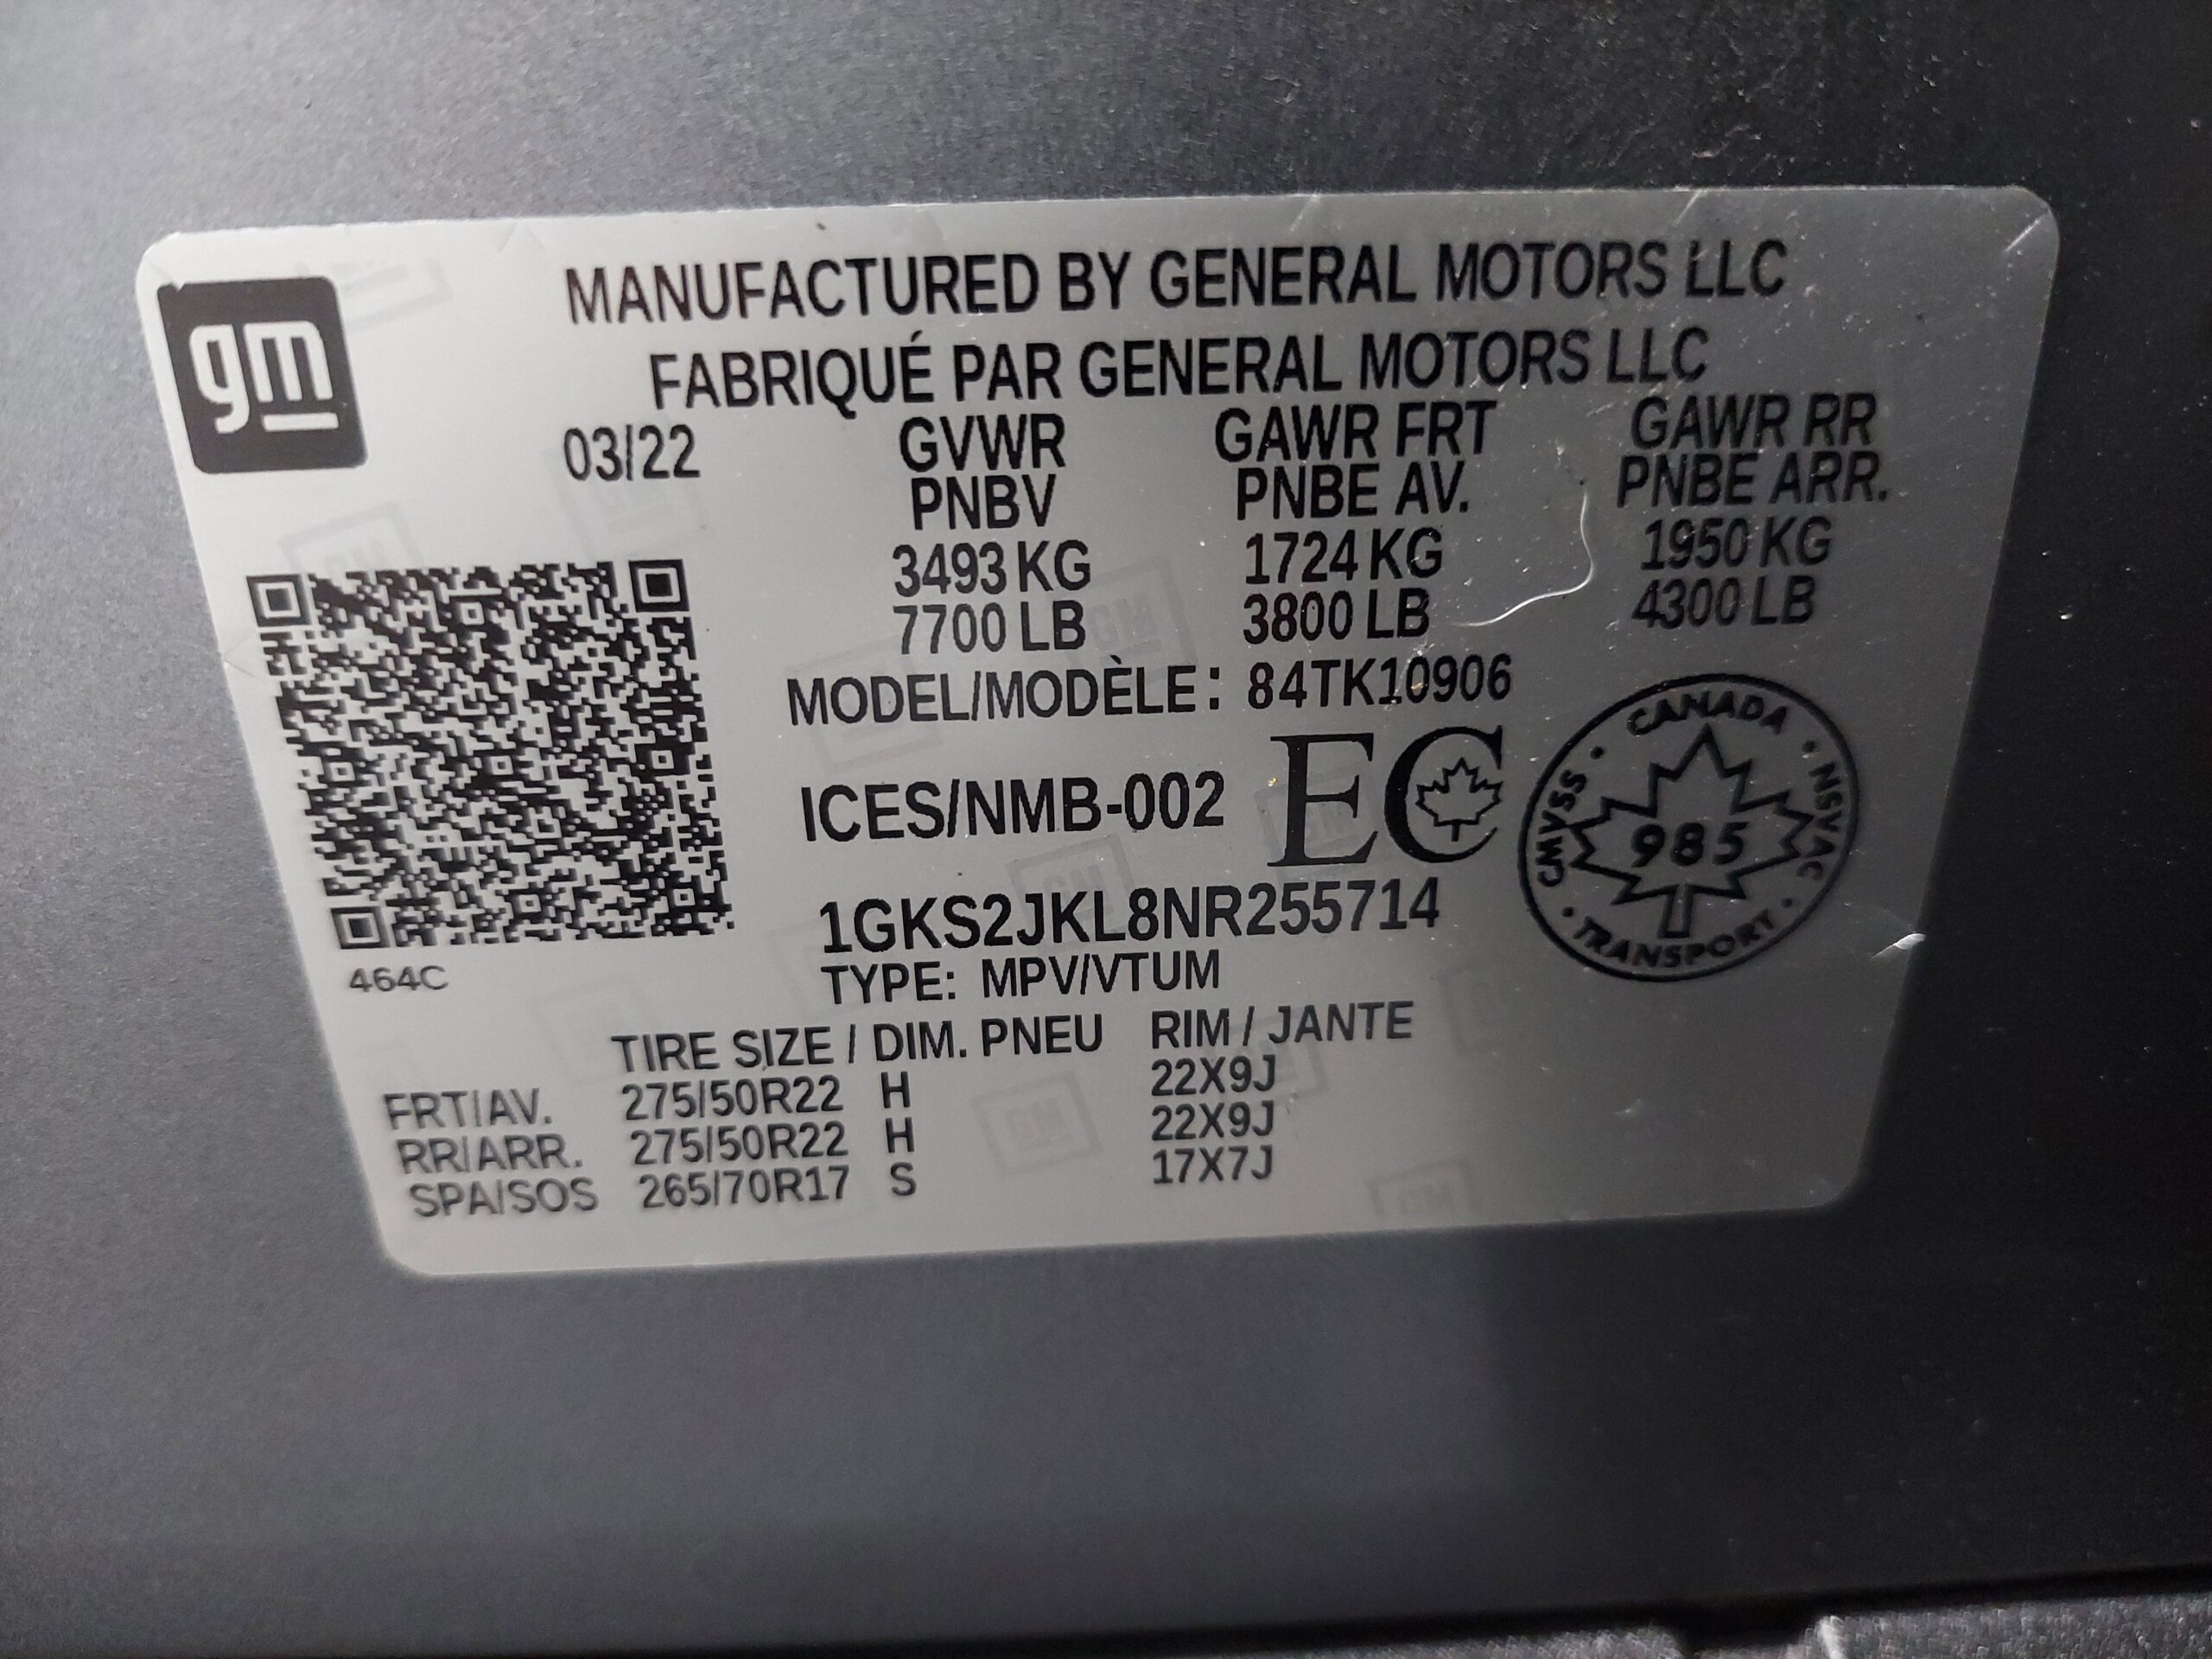 gm
MANUFACTURED BY GENERAL MOTORS LLC
FABRIQUÉ PAR GENERAL MOTORS LLC
03/22 GVWR GAWR FRT GAWR RR
PNBV PNBE AV. PNBE ARR.
3493 KG 1724 KG 1950 KG
7700 LB 3800 LB 4300 LB
MODEL/MODÈLE: 84TK10906
ICES/NMB-002 EC
CANADA
CMVSS 985 NSVAC
TRANSPORT
1GKS2JKL8NR255714
464C
TYPE: MPV/VTUM
TIRE SIZE / DIM. PNEU RIM / JANTE
FRT/AV. 275/50R22 H 22X9J
RR/ARR. 275/50R22 H 22X9J
SPA/SOS 265/70R17 S 17X7J